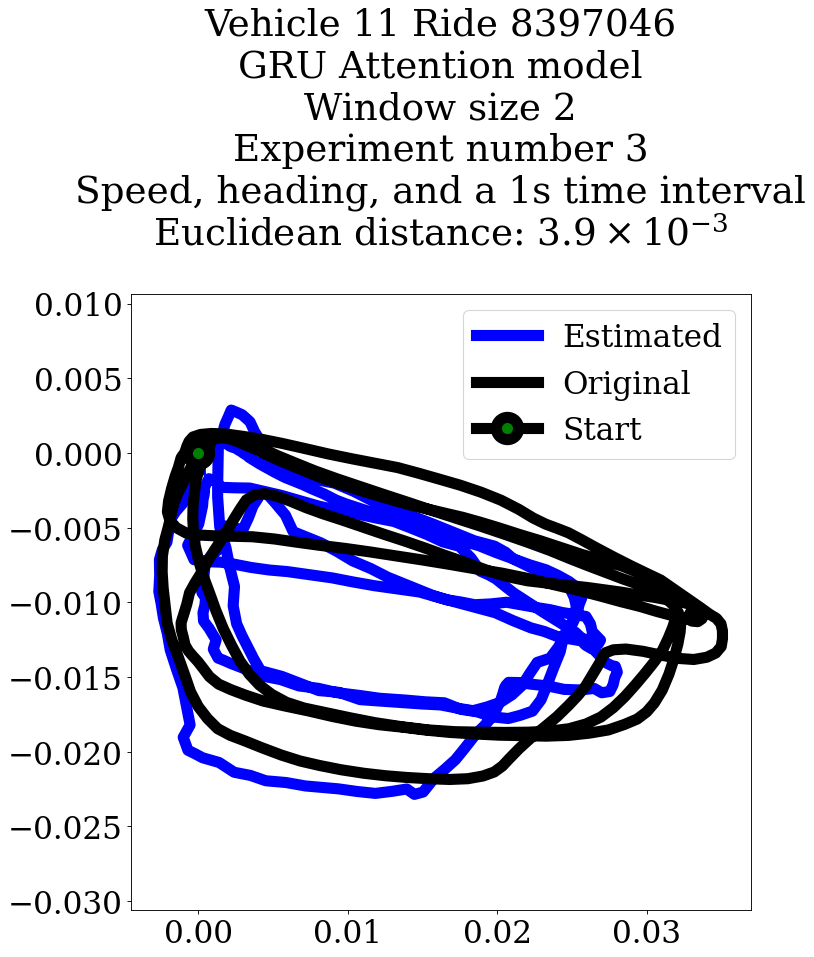 Vehicle 11 Ride 8397046
GRU Attention model
Window size 2
Experiment number 3
Speed, heading, and a 1s time interval
Euclidean distance: 3.9 × 10⁻³
0.010
0.005
0.000
−0.005
−0.010
−0.015
−0.020
−0.025
−0.030
Estimated
Original
Start
0.00 0.01 0.02 0.03